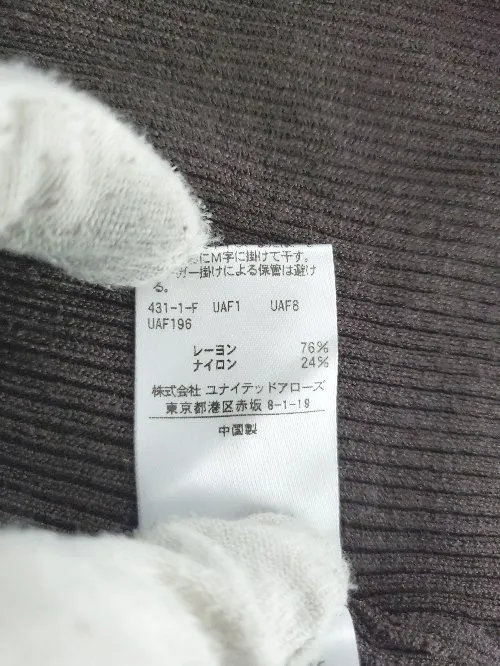 にM字に掛けて干す。
ガー掛けによる保管は避け
る。
431-1-F UAF1 UAF8
UAF196
レーヨン 76%
ナイロン 24%
株式会社 ユナイテッドアローズ
東京都港区赤坂 8-1-19
中国製